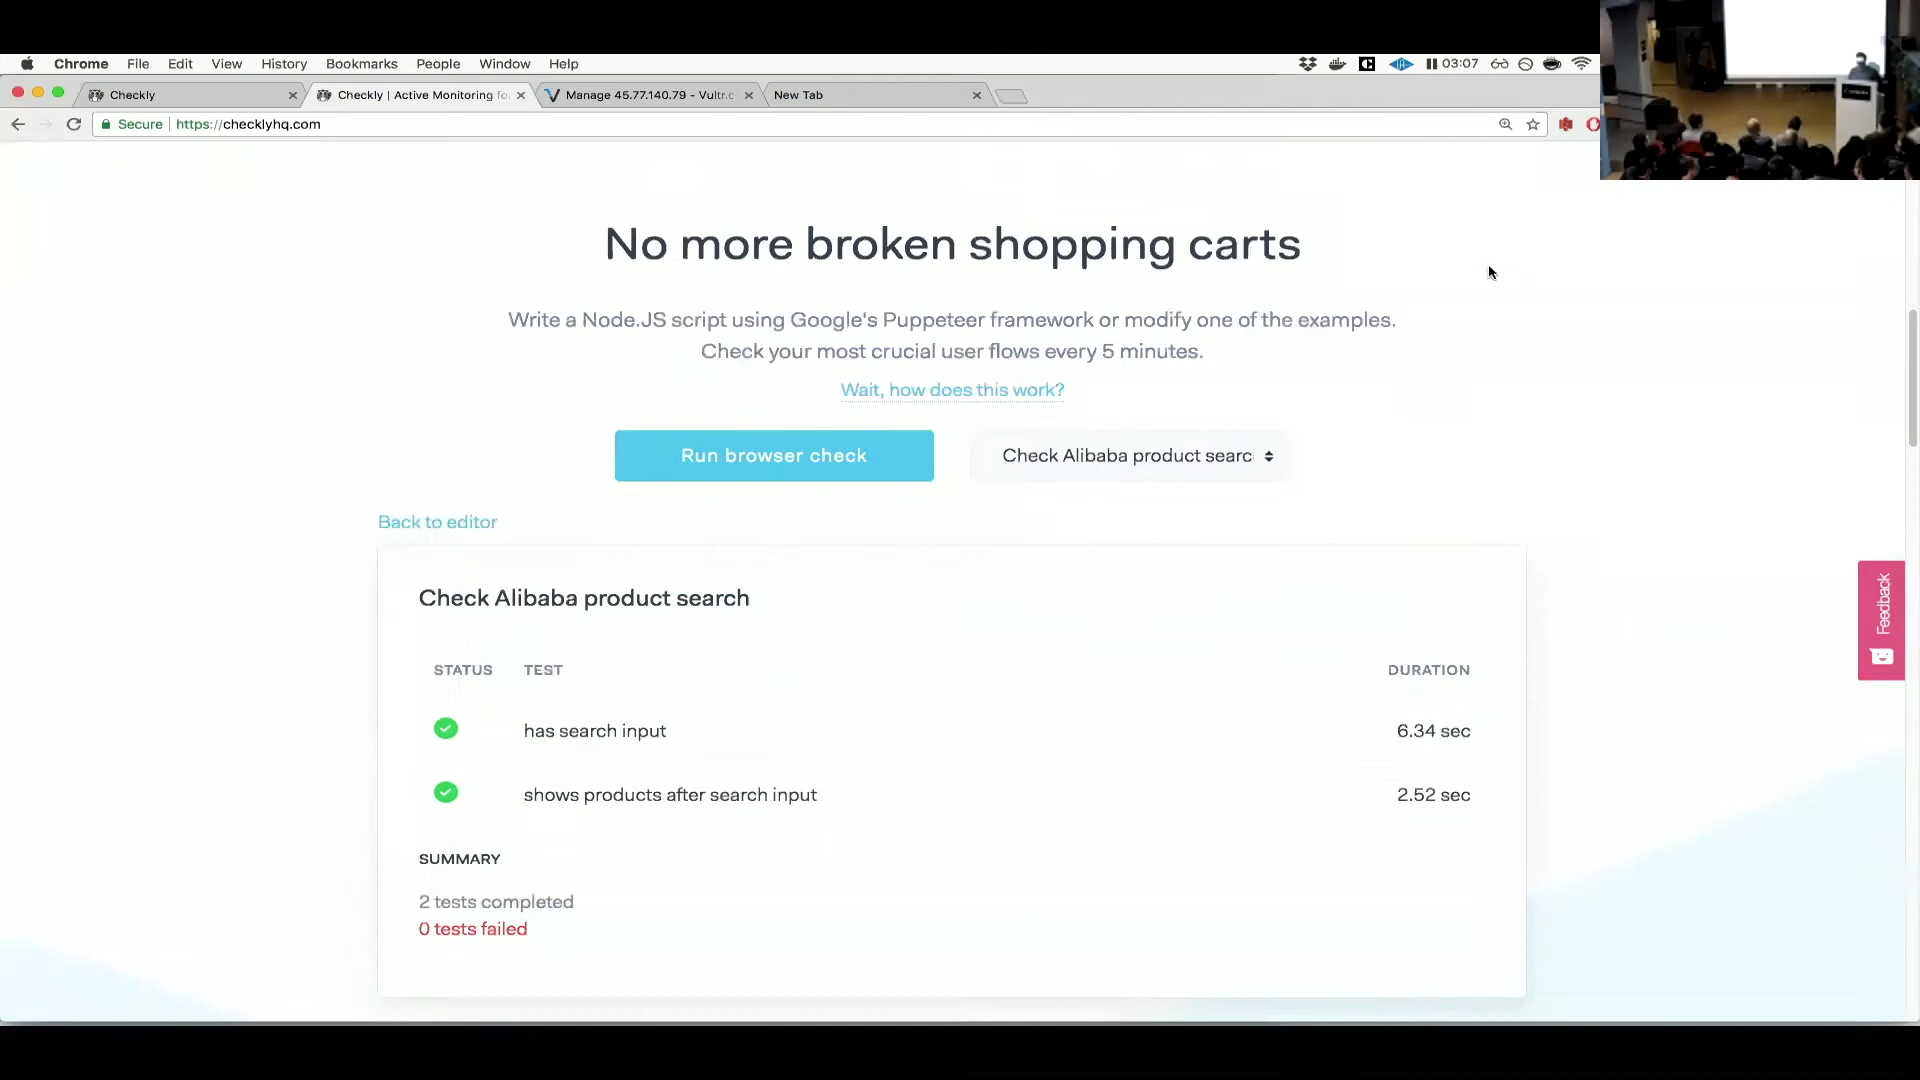 Chrome File Edit View History Bookmarks People Window Help 03:07
Checkly
Checkly | Active Monitoring fo
Manage 45.77.140.79 - Vultr.c
New Tab
Secure https://checklyhq.com
No more broken shopping carts
Write a Node.JS script using Google's Puppeteer framework or modify one of the examples.
Check your most crucial user flows every 5 minutes.
Wait, how does this work?
Run browser check
Check Alibaba product searc
Back to editor
Check Alibaba product search
STATUS TEST DURATION
has search input 6.34 sec
shows products after search input 2.52 sec
SUMMARY
2 tests completed
0 tests failed
Feedback